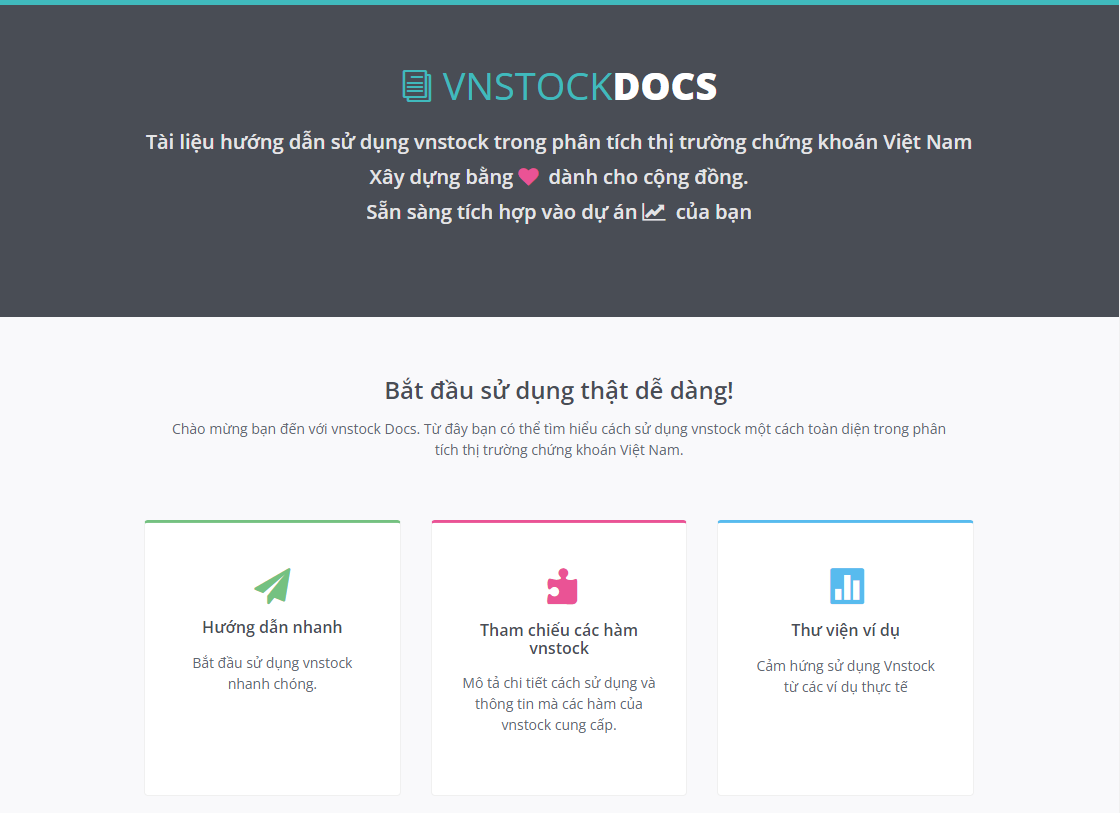 VNSTOCKDOCS
Tài liệu hướng dẫn sử dụng vnstock trong phân tích thị trường chứng khoán Việt Nam
Xây dựng bằng dành cho cộng đồng.
Sẵn sàng tích hợp vào dự án của bạn
Bắt đầu sử dụng thật dễ dàng!
Chào mừng bạn đến với vnstock Docs. Từ đây bạn có thể tìm hiểu cách sử dụng vnstock một cách toàn diện trong phân
tích thị trường chứng khoán Việt Nam.
Hướng dẫn nhanh
Bắt đầu sử dụng vnstock
nhanh chóng.
Tham chiếu các hàm
vnstock
Mô tả chi tiết cách sử dụng và
thông tin mà các hàm của
vnstock cung cấp.
Thư viện ví dụ
Cảm hứng sử dụng Vnstock
từ các ví dụ thực tế